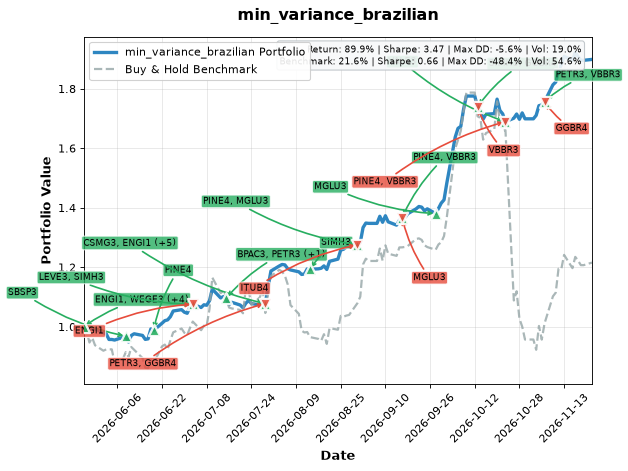 min_variance_brazilian
min_variance_brazilian Portfolio
Buy & Hold Benchmark
Return: 89.9% | Sharpe: 3.47 | Max DD: -5.6% | Vol: 19.0%
Benchmark: 21.6% | Sharpe: 0.66 | Max DD: -48.4% | Vol: 54.6%
PETR3, VBBR3
GGBR4
VBBR3
PINE4, VBBR3
PINE4, VBBR3
MGLU3
PINE4, MGLU3
SIMH3
CSMG3, ENGI1 (+5)
BPAC3, PETR3 (+1)
PINE4
LEVE3, SIMH3
MGLU3
ITUB4
SBSP3
ENGI1, WEGE3 (+4)
ENGI1
PETR3, GGBR4
Portfolio Value
1.8
1.6
1.4
1.2
1.0
2026-06-06
2026-06-22
2026-07-08
2026-07-24
2026-08-09
2026-08-25
2026-09-10
2026-09-26
2026-10-12
2026-10-28
2026-11-13
Date